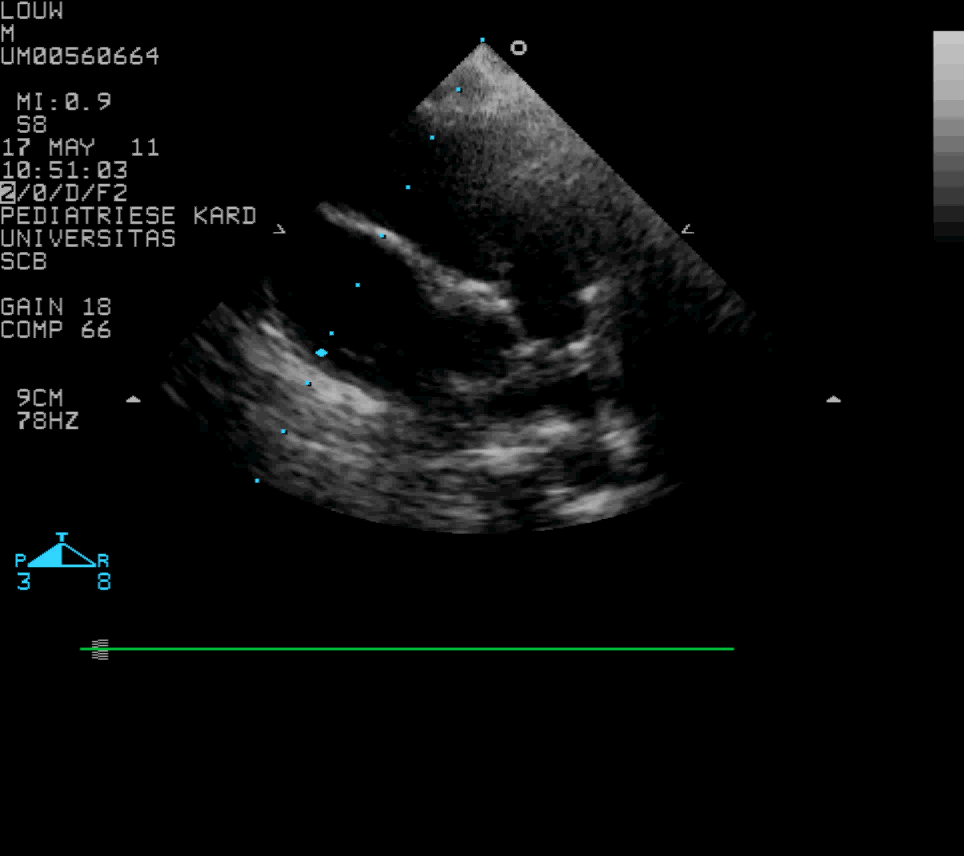 LOUW
M
UM00560664
MI:0.9
S8
17 MAY 11
10:51:03
2/0/D/F2
PEDIATRIESE KARD
UNIVERSITAS
SCB
GAIN 18
COMP 66
9CM
78HZ
T
P R
3 8